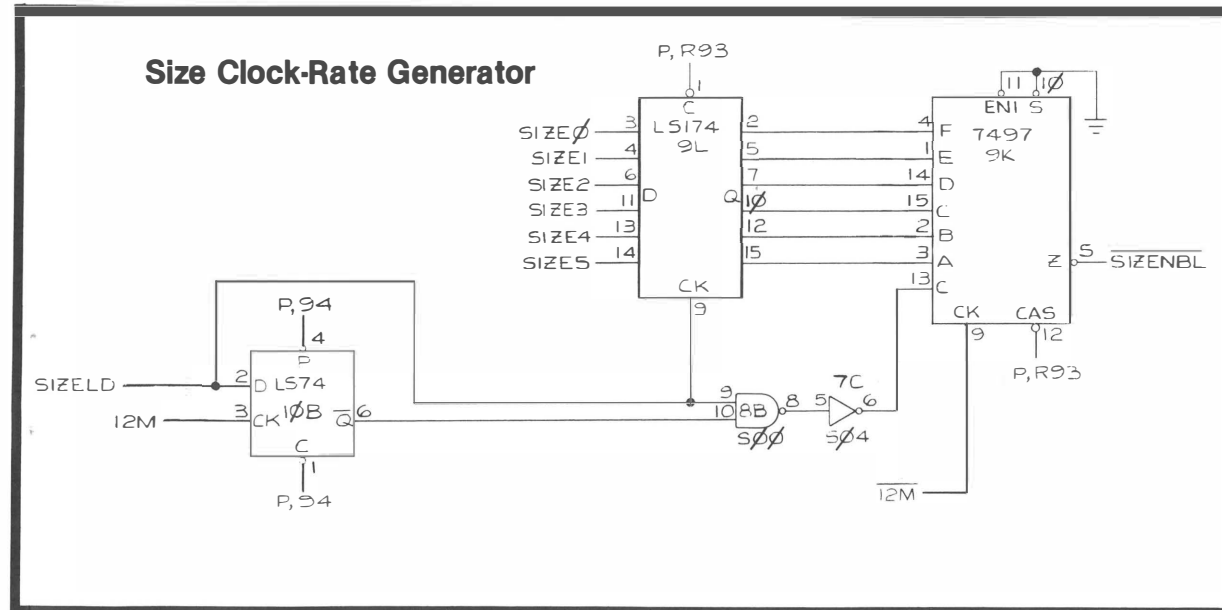 Size Clock-Rate Generator
P, R93
1
C
LS174
9L
D
Q
CK
9
SIZEØ 3
SIZE1 4
SIZE2 6
SIZE3 11
SIZE4 13
SIZE5 14
2
5
7
1Ø
12
15
11 1Ø
EN1 S
7497
9K
4 F
1 E
14 D
15 C
2 B
3 A
13 C
Z 5 SIZENBL
CK CAS
9 12
P, R93
P, 94
4
P
SIZELD 2 D LS74
12M 3 CK 1ØB Q 6
C
1
P, 94
9
10 8B 8
SØØ
7C
5 6
SØ4
12M